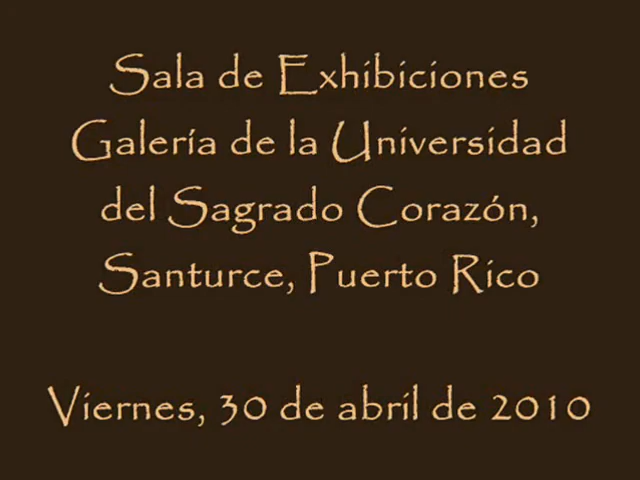 Sala de Exhibiciones
Galería de la Universidad
del Sagrado Corazón,
Santurce, Puerto Rico
Viernes, 30 de abril de 2010